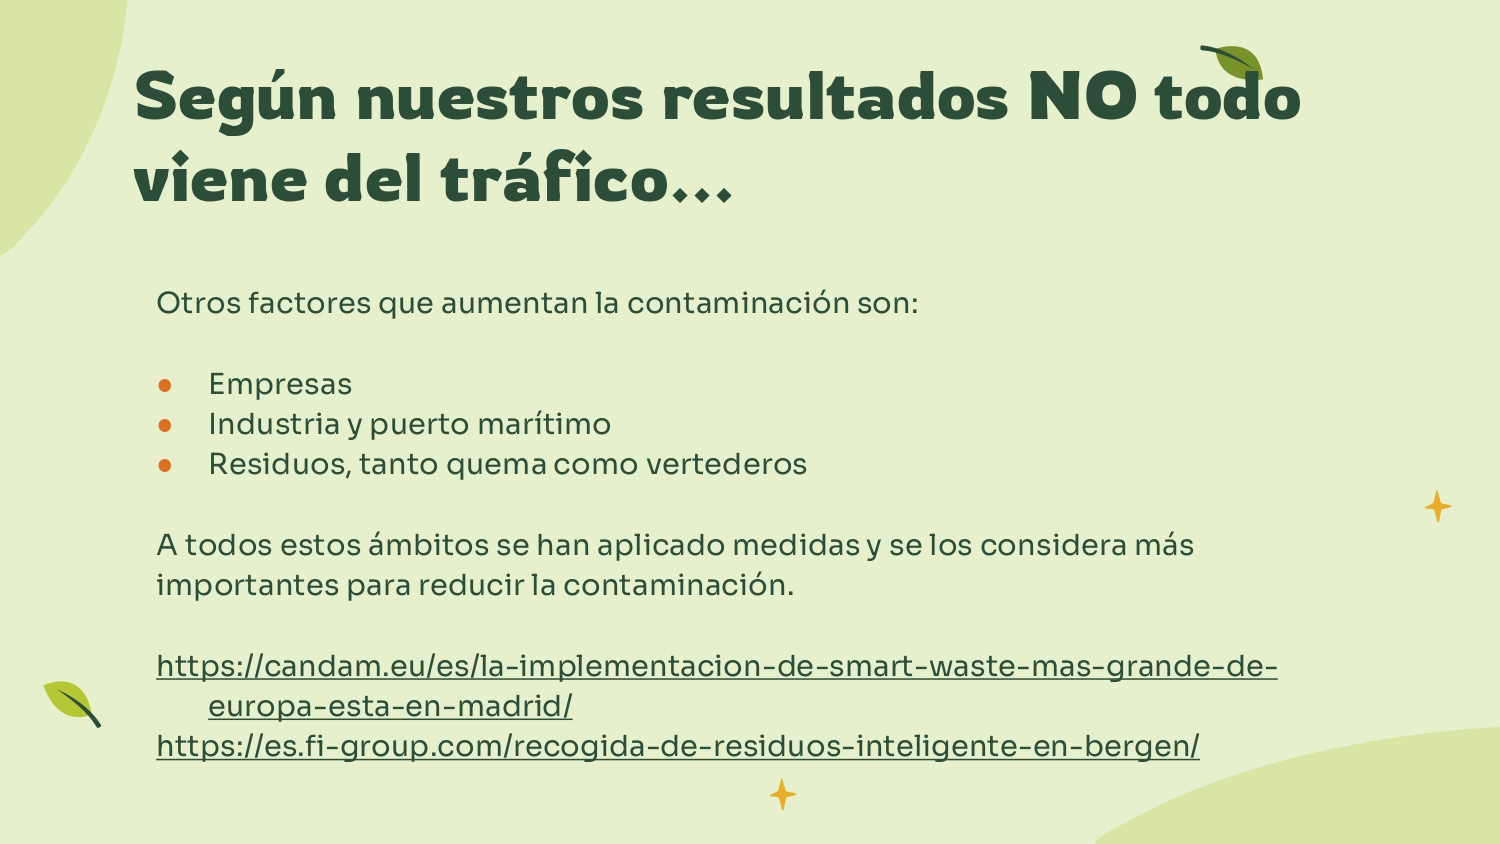 Según nuestros resultados NO todo
viene del tráfico...
Otros factores que aumentan la contaminación son:
● Empresas
● Industria y puerto marítimo
● Residuos, tanto quema como vertederos
A todos estos ámbitos se han aplicado medidas y se los considera más
importantes para reducir la contaminación.
https://candam.eu/es/la-implementacion-de-smart-waste-mas-grande-de-
europa-esta-en-madrid/
https://es.fi-group.com/recogida-de-residuos-inteligente-en-bergen/